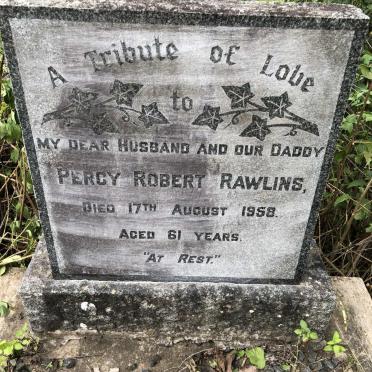 A Tribute of Love
to
MY DEAR HUSBAND AND OUR DADDY
PERCY ROBERT RAWLINS,
DIED 17TH AUGUST 1958.
AGED 61 YEARS.
"AT REST."